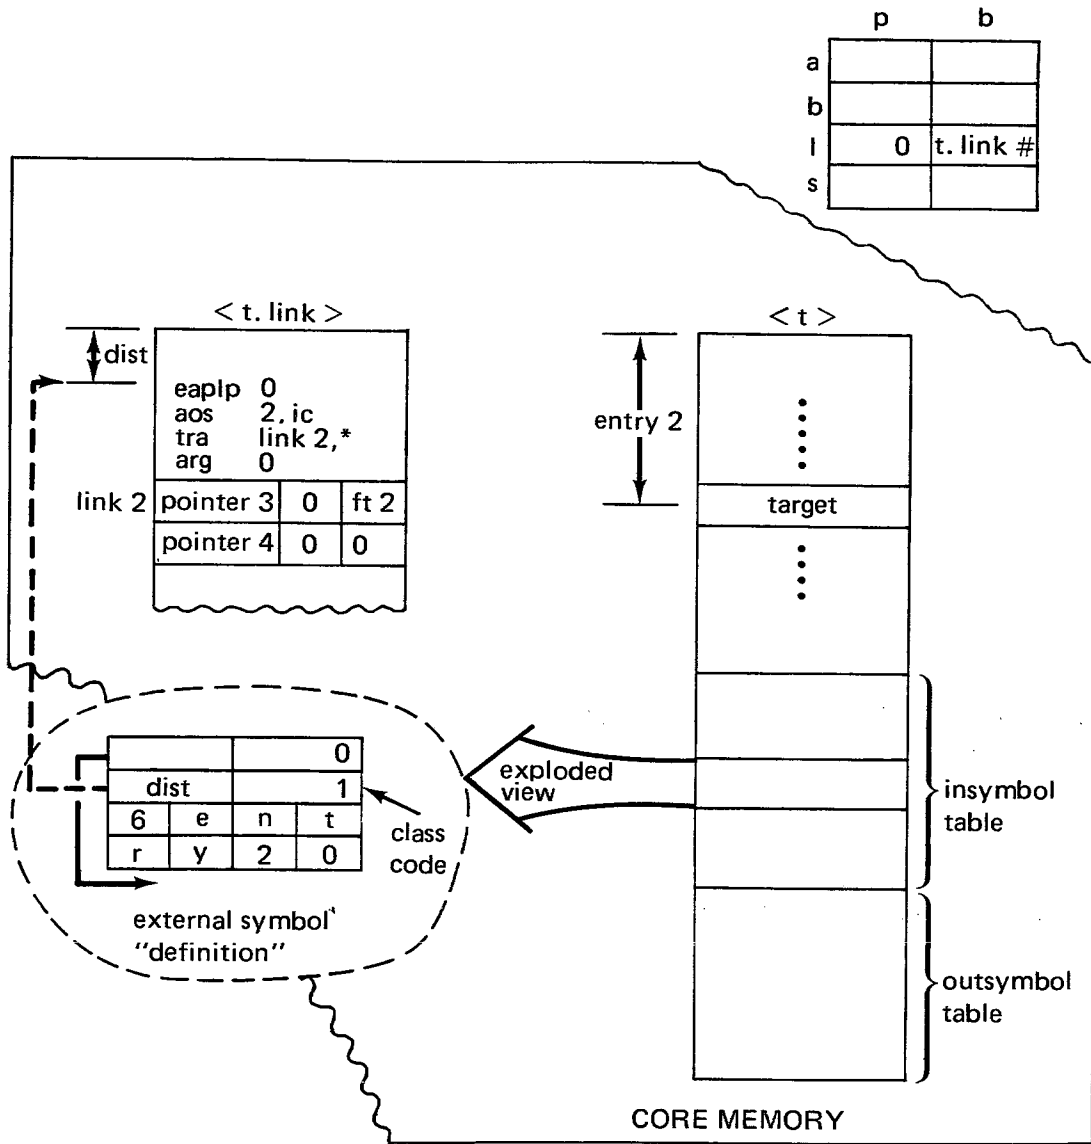 p b
a
b
l 0 t. link #
s
< t. link >
< t >
dist
eaplp 0
aos 2, ic
tra link 2,*
arg 0
link 2 pointer 3 0 ft 2
pointer 4 0 0
entry 2
target
0
dist 1
6 e n t
r y 2 0
class
code
external symbol
"definition"
exploded
view
insymbol
table
outsymbol
table
CORE MEMORY